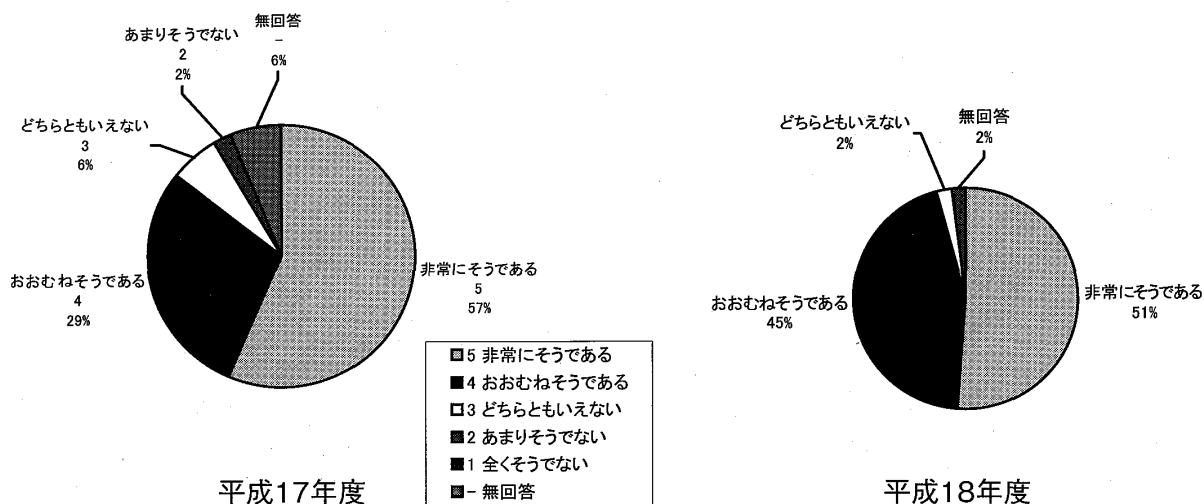 無回答
-
6%
あまりそうでない
2
2%
どちらともいえない
3
6%
おおむねそうである
4
29%
非常にそうである
5
57%
平成17年度
5 非常にそうである
4 おおむねそうである
3 どちらともいえない
2 あまりそうでない
1 全くそうでない
- 無回答
どちらともいえない
2%
無回答
2%
おおむねそうである
45%
非常にそうである
51%
平成18年度